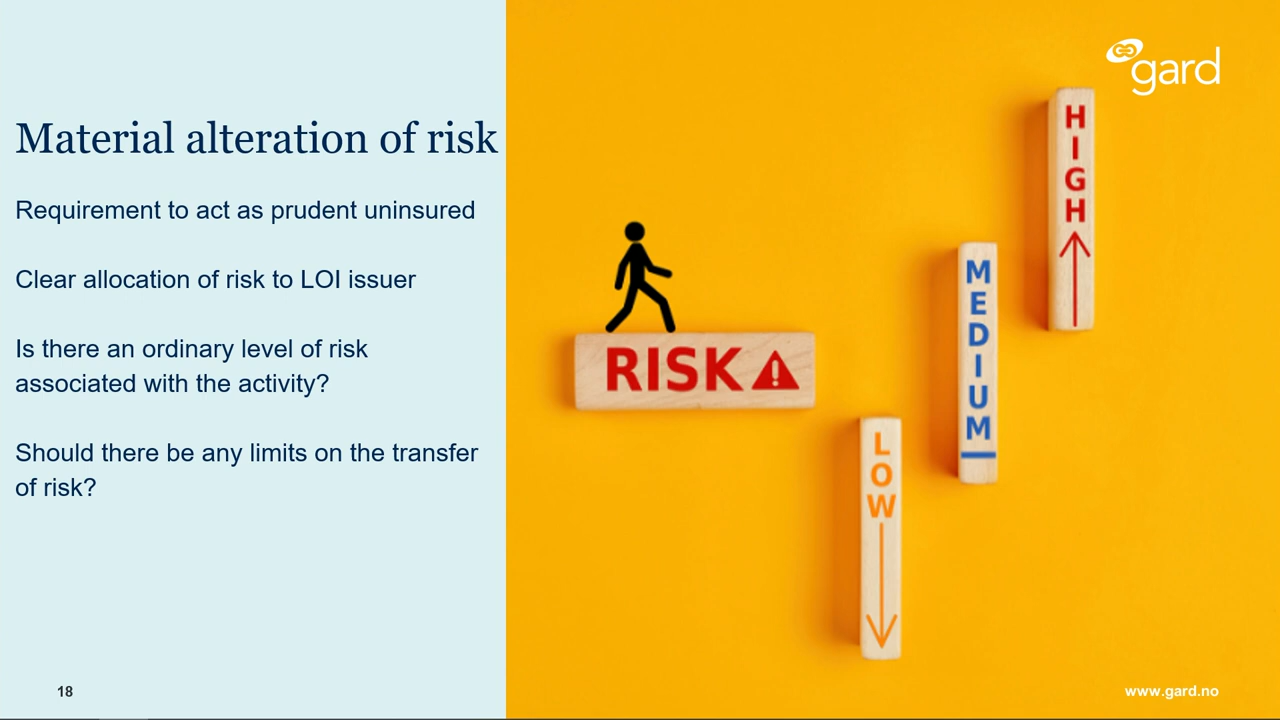 gard
Material alteration of risk
Requirement to act as prudent uninsured
Clear allocation of risk to LOI issuer
Is there an ordinary level of risk
associated with the activity?
Should there be any limits on the transfer
of risk?
RISK
LOW
MEDIUM
HIGH
18
www.gard.no